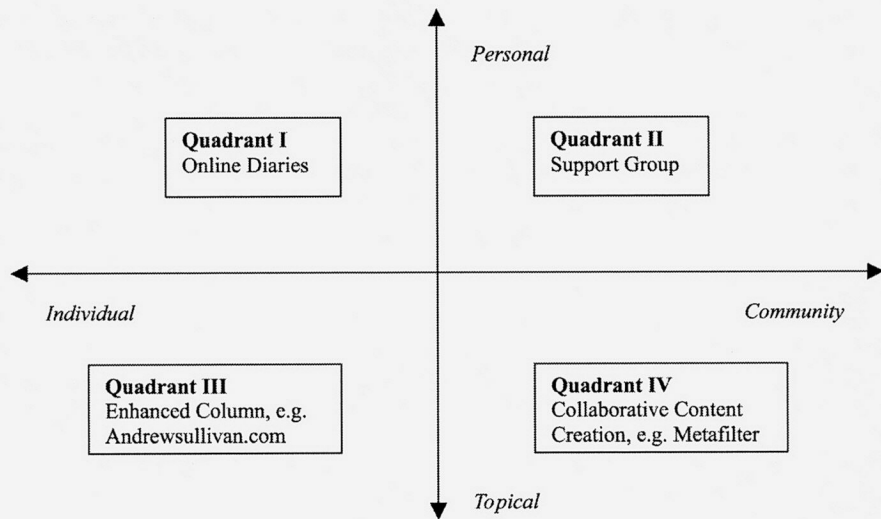 Personal
Quadrant I
Online Diaries
Quadrant II
Support Group
Individual
Community
Quadrant III
Enhanced Column, e.g.
Andrewsullivan.com
Quadrant IV
Collaborative Content
Creation, e.g. Metafilter
Topical